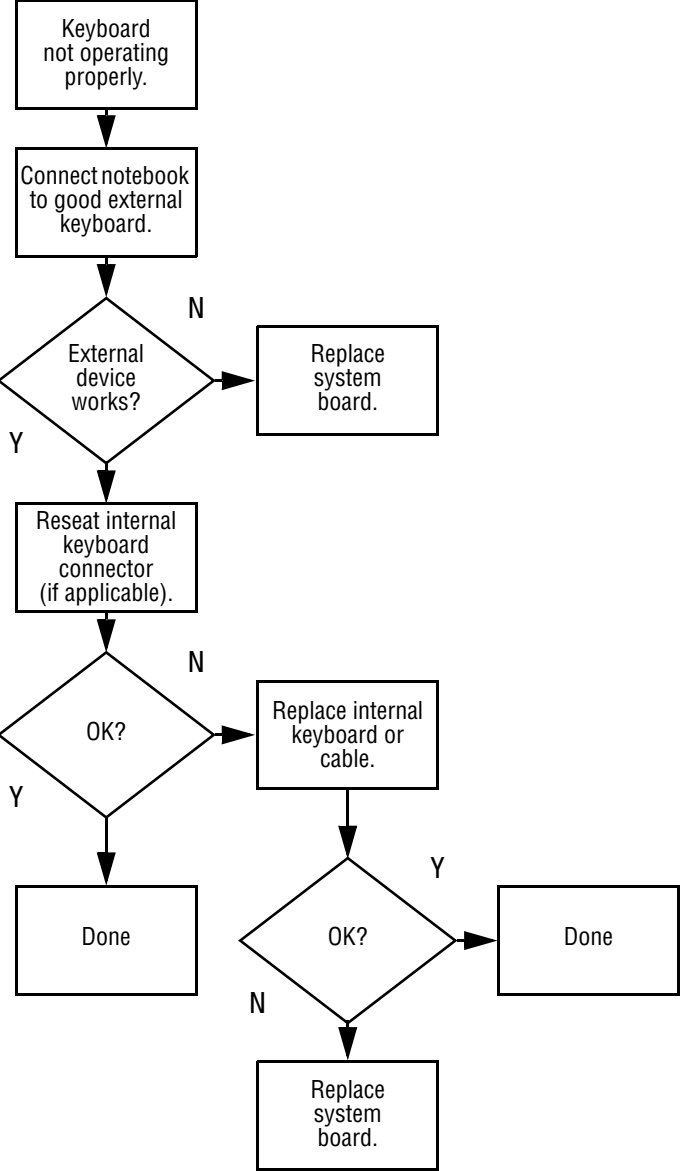 Keyboard
not operating
properly.
Connect notebook
to good external
keyboard.
N
External
device
works?
Replace
system
board.
Y
Reseat internal
keyboard
connector
(if applicable).
N
OK?
Replace internal
keyboard or
cable.
Y
Y
Done
OK?
Done
N
Replace
system
board.